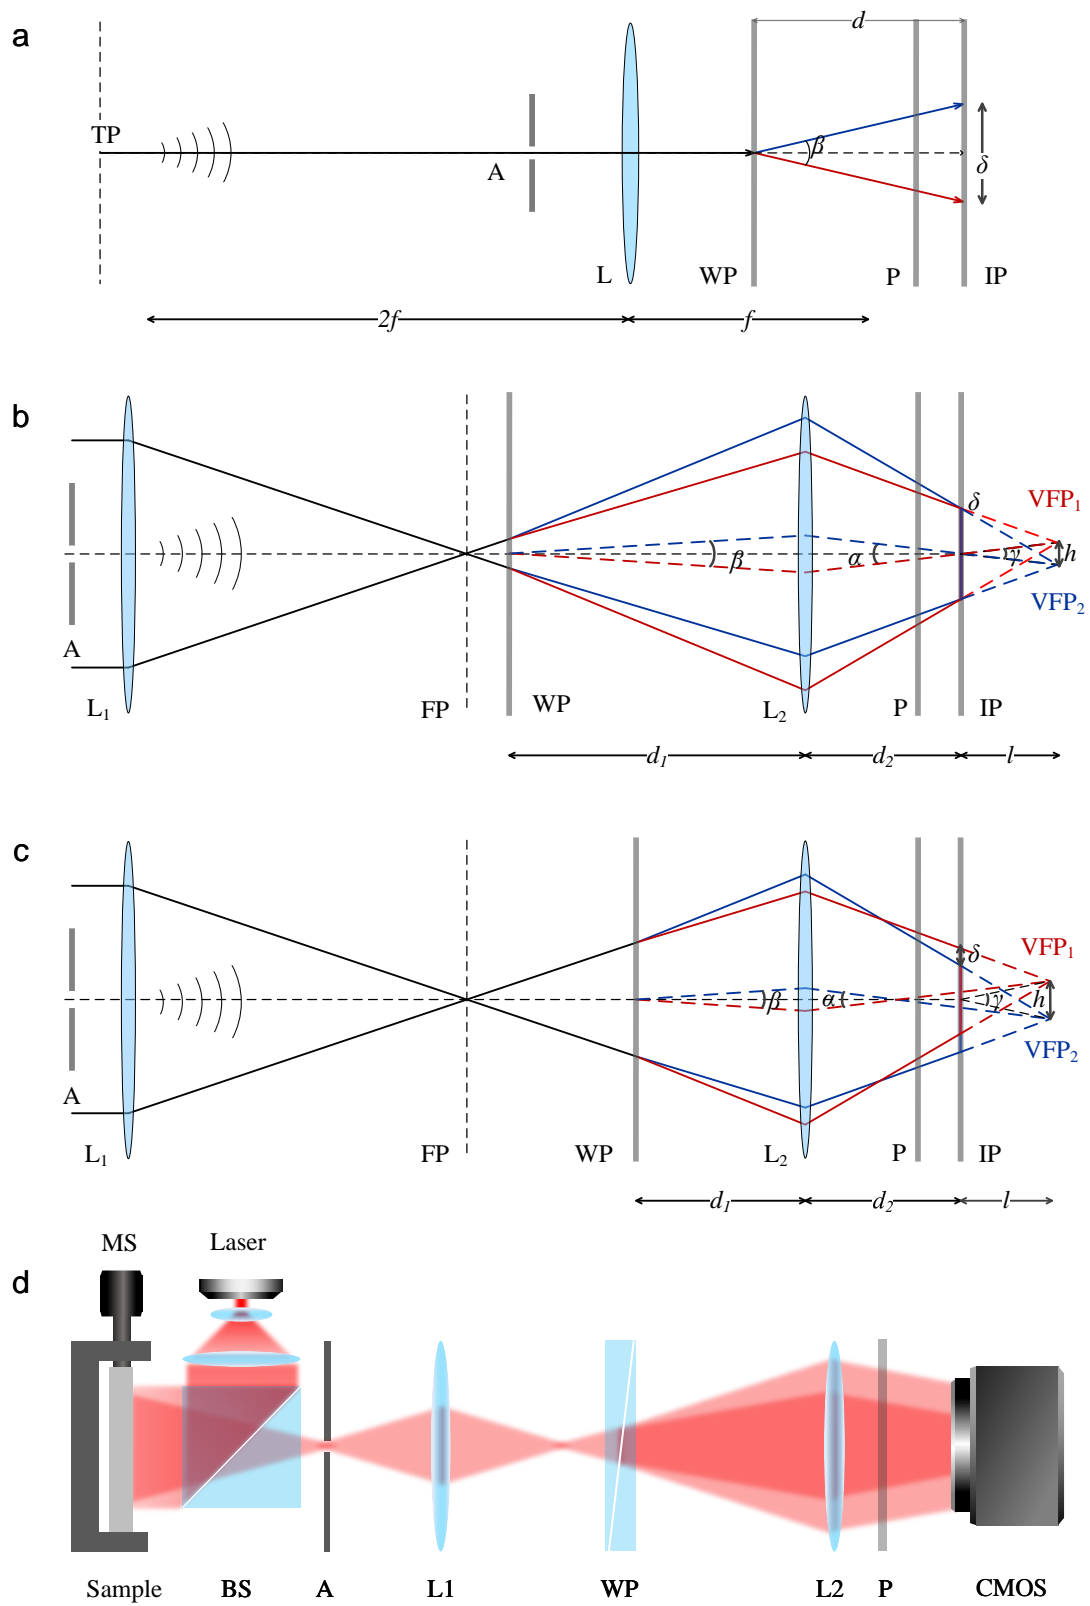 a
d
TP
β
A
δ
L
WP
P
IP
2f
f
b
δ
VFP₁
β
α
γ
h
VFP₂
A
L₁
FP
WP
L₂
P
IP
d₁
d₂
l
c
δ
VFP₁
β
α
γ
h
VFP₂
A
L₁
FP
WP
L₂
P
IP
d₁
d₂
l
MS
Laser
d
Sample
BS
A
L1
WP
L2
P
CMOS